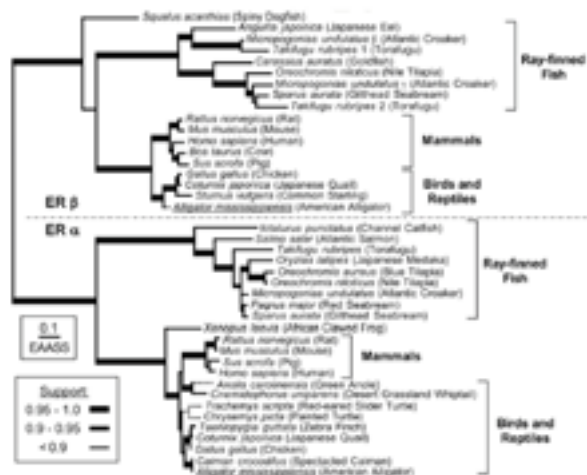 Squalus acanthias (Spiny Dogfish)
Anguilla japonica (Japanese Eel)
Micropogonias undulatus β (Atlantic Croaker)
Takifugu rubripes 1 (Torafugu)
Carassius auratus (Goldfish)
Oreochromis niloticus (Nile Tilapia)
Micropogonias undulatus γ (Atlantic Croaker)
Sparus aurata (Gilthead Seabream)
Takifugu rubripes 2 (Torafugu)
Ray-finned
Fish
Rattus norvegicus (Rat)
Mus musculus (Mouse)
Homo sapiens (Human)
Bos taurus (Cow)
Sus scrofa (Pig)
Mammals
Gallus gallus (Chicken)
Coturnix japonica (Japanese Quail)
Sturnus vulgaris (Common Starling)
Alligator mississippiensis (American Alligator)
Birds and
Reptiles
ER β
ER α
Ictalurus punctatus (Channel Catfish)
Salmo salar (Atlantic Salmon)
Takifugu rubripes (Torafugu)
Oryzias latipes (Japanese Medaka)
Oreochromis aureus (Blue Tilapia)
Oreochromis niloticus (Nile Tilapia)
Micropogonias undulatus (Atlantic Croaker)
Pagrus major (Red Seabream)
Sparus aurata (Gilthead Seabream)
Ray-finned
Fish
Xenopus laevis (African Clawed Frog)
Rattus norvegicus (Rat)
Mus musculus (Mouse)
Sus scrofa (Pig)
Homo sapiens (Human)
Mammals
Anolis carolinensis (Green Anole)
(Desert Grassland Whiptail)
Trachemys scripta (Red-eared Slider Turtle)
Chrysemys picta (Painted Turtle)
Taeniopygia guttata (Zebra Finch)
Coturnix japonica (Japanese Quail)
Gallus gallus (Chicken)
Caiman crocodilus (Spectacled Caiman)
Alligator mississippiensis (American Alligator)
Birds and
Reptiles
0.1
EAASS
Support:
0.95 - 1.0
0.9 - 0.95
< 0.9